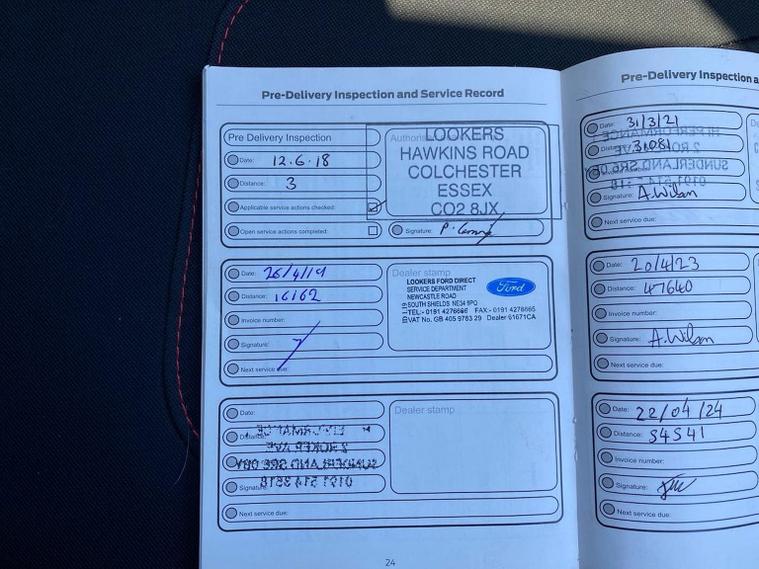 Pre-Delivery Inspection and Service Record
Pre Delivery Inspection
Date: 12.6.18
Distance: 3
Applicable service actions checked:
Open service actions completed:
Authoris
LOOKERS
HAWKINS ROAD
COLCHESTER
ESSEX
CO2 8JX
Signature:
Date: 26/4/19
Distance: 16162
Invoice number:
Signature:
Next service due:
Dealer stamp
LOOKERS FORD DIRECT
SERVICE DEPARTMENT
NEWCASTLE ROAD
SOUTH SHIELDS NE34 9PQ
TEL:- 0191 4276666 FAX:- 0191 4276665
VAT No. GB 405 9783 29 Dealer 01671CA
Ford
Date:
Distance:
Signature:
Next service due:
Dealer stamp
24
Pre-Delivery Inspection a
Date: 31/3/21
Distance: 31081
Signature: A.Wilson
Next service due:
Date: 20/4/23
Distance: 47640
Invoice number:
Signature: A.Wilson
Next service due:
Date: 22/04/24
Distance: 54541
Invoice number:
Signature:
Next service due: